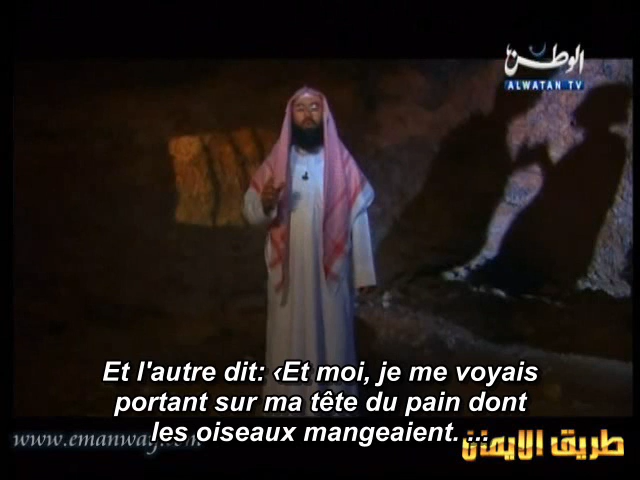 الوطن
ALWATAN TV
Et l'autre dit: ‹Et moi, je me voyais
portant sur ma tête du pain dont
les oiseaux mangeaient. ...
www.emanway.com
طريق الايمان